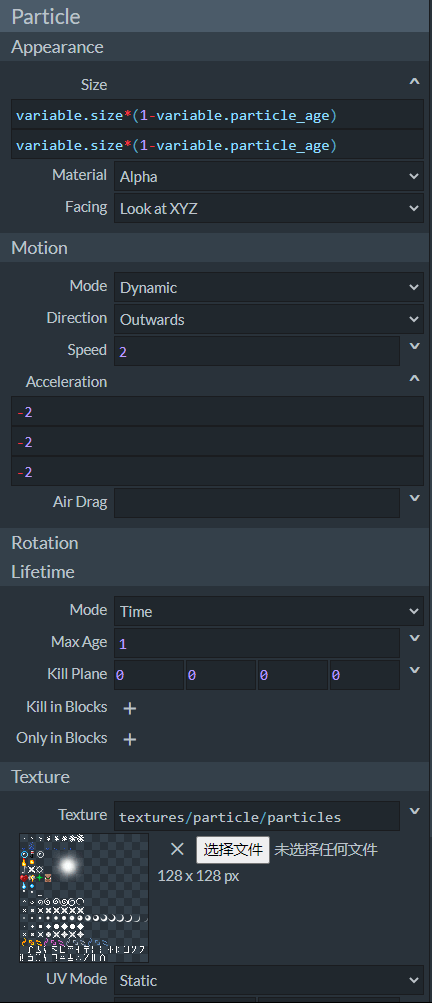 Particle
Appearance
Size
variable.size*(1-variable.particle_age)
variable.size*(1-variable.particle_age)
Material Alpha
Facing Look at XYZ
Motion
Mode Dynamic
Direction Outwards
Speed 2
Acceleration
-2
-2
-2
Air Drag
Rotation
Lifetime
Mode Time
Max Age 1
Kill Plane 0 0 0 0
Kill in Blocks +
Only in Blocks +
Texture
Texture textures/particle/particles
选择文件 未选择任何文件
128 x 128 px
UV Mode Static